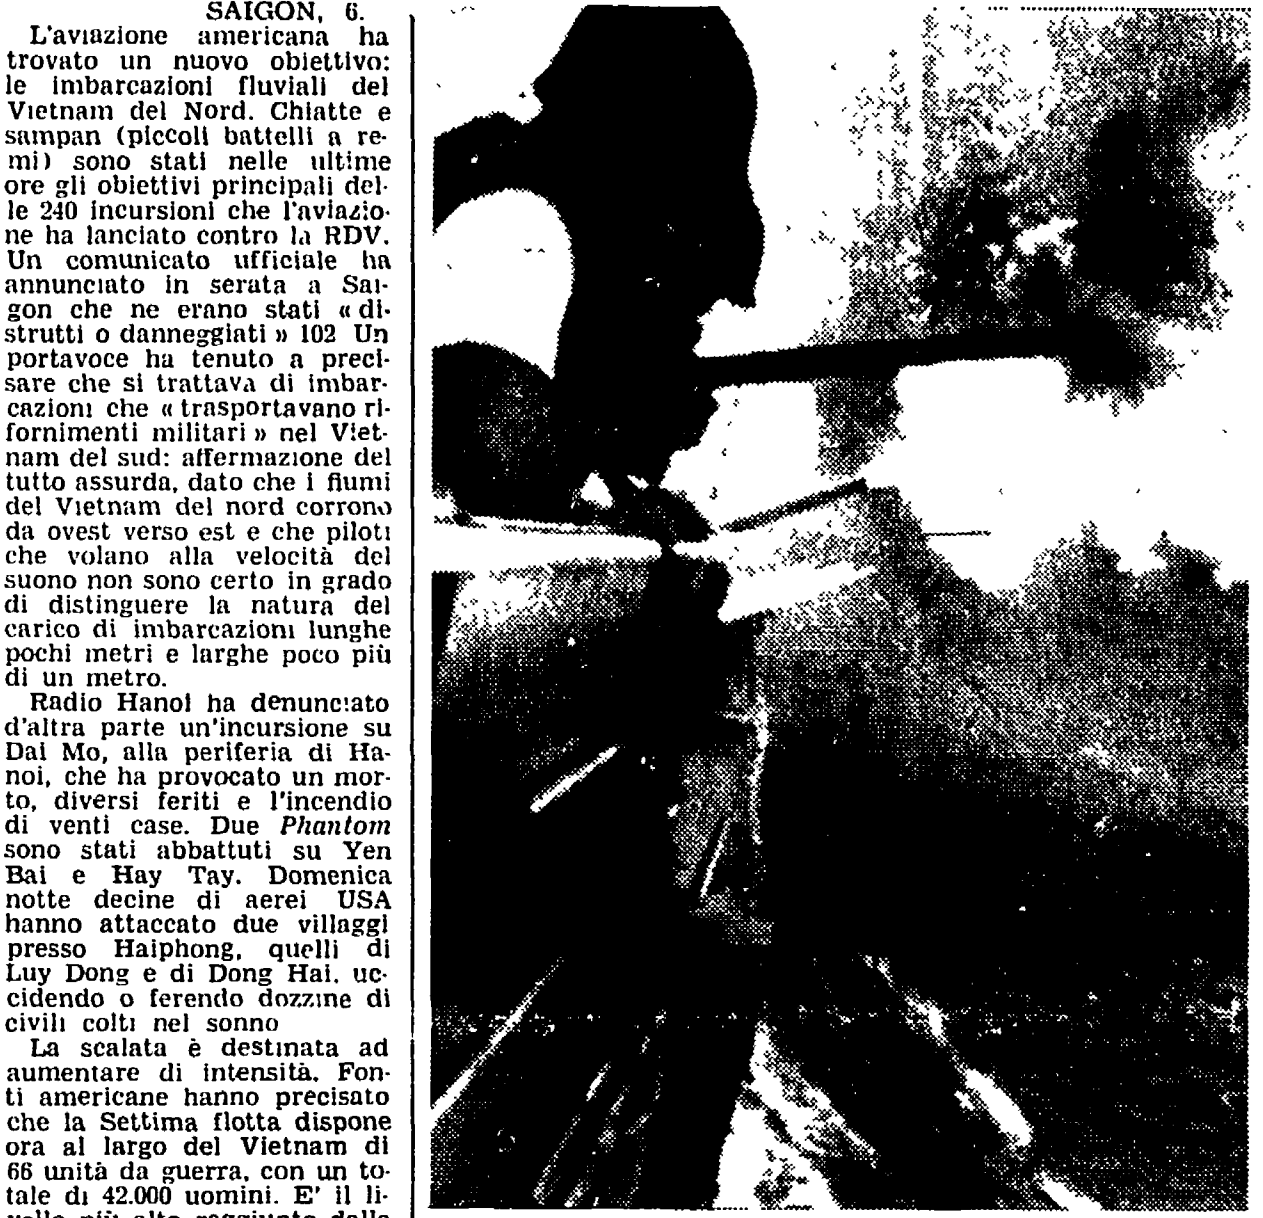 SAIGON, 6.
L'aviazione americana ha
trovato un nuovo obiettivo:
le imbarcazioni fluviali del
Vietnam del Nord. Chiatte e
sampan (piccoli battelli a re-
mi) sono stati nelle ultime
ore gli obiettivi principali del-
le 240 incursioni che l'aviazio-
ne ha lanciato contro la RDV.
Un comunicato ufficiale ha
annunciato in serata a Sai-
gon che ne erano stati « di-
strutti o danneggiati » 102 Un
portavoce ha tenuto a preci-
sare che si trattava di imbar-
cazioni che « trasportavano ri-
fornimenti militari » nel Viet-
nam del sud: affermazione del
tutto assurda, dato che i fiumi
del Vietnam del nord corrono
da ovest verso est e che piloti
che volano alla velocità del
suono non sono certo in grado
di distinguere la natura del
carico di imbarcazioni lunghe
pochi metri e larghe poco più
di un metro.
Radio Hanoi ha denunciato
d'altra parte un'incursione su
Dai Mo, alla periferia di Ha-
noi, che ha provocato un mor-
to, diversi feriti e l'incendio
di venti case. Due Phantom
sono stati abbattuti su Yen
Bai e Hay Tay. Domenica
notte decine di aerei USA
hanno attaccato due villaggi
presso Haiphong, quelli di
Luy Dong e di Dong Hai, uc-
cidendo o ferendo dozzine di
civili colti nel sonno
La scalata è destinata ad
aumentare di intensità. Fon-
ti americane hanno precisato
che la Settima flotta dispone
ora al largo del Vietnam di
66 unità da guerra, con un to-
tale di 42.000 uomini. E' il li-